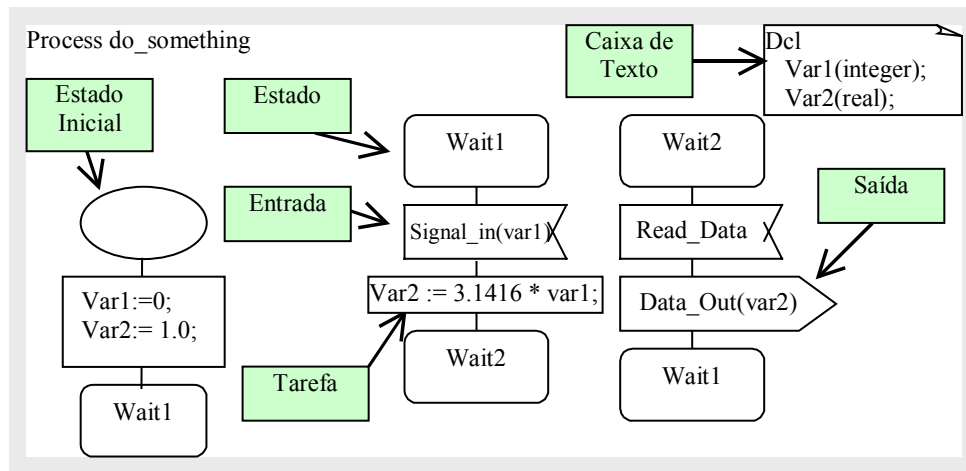 Process do_something
Caixa de
Texto
Dcl
Var1(integer);
Var2(real);
Estado
Inicial
Estado
Wait1
Wait2
Saída
Entrada
Signal_in(var1)
Read_Data
Var1:=0;
Var2:= 1.0;
Var2 := 3.1416 * var1;
Data_Out(var2)
Tarefa
Wait2
Wait1
Wait1